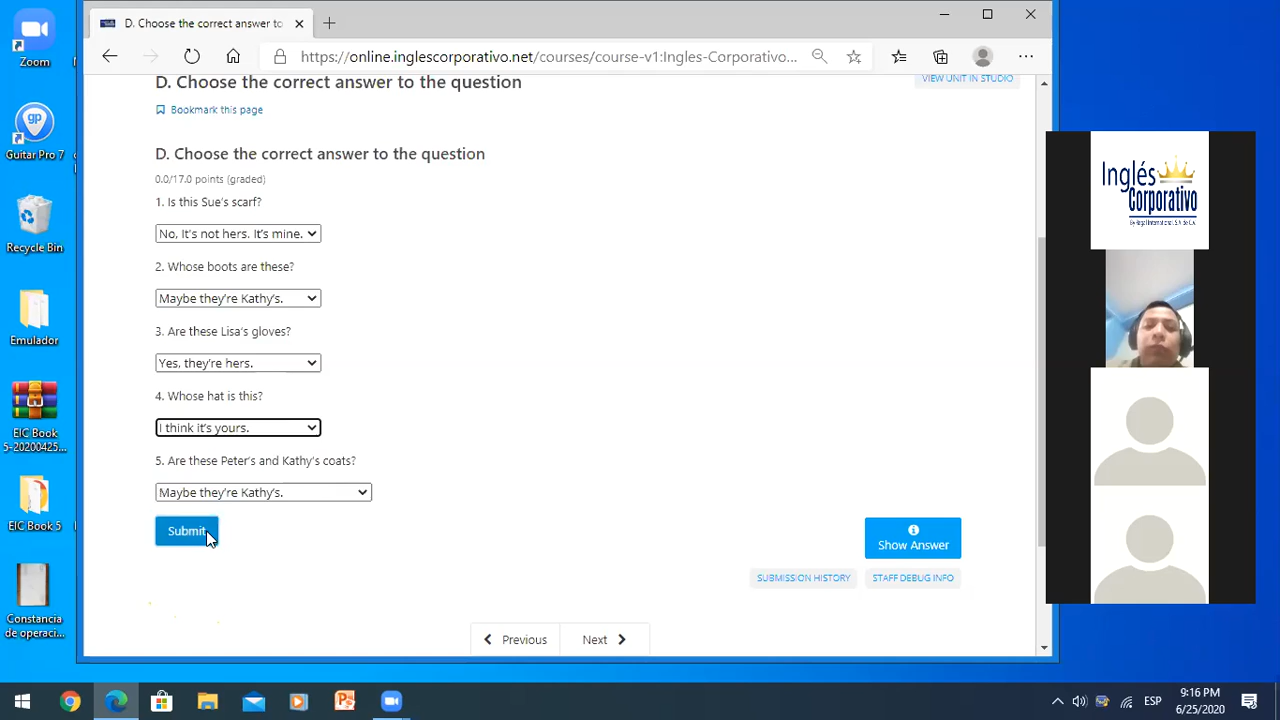 D. Choose the correct answer to
https://online.inglescorporativo.net/courses/course-v1:Ingles-Corporativo...
Zoom
Guitar Pro 7
Recycle Bin
Emulador
EIC Book
5-20200425...
EIC Book 5
Constancia
de operaci...
D. Choose the correct answer to the question
VIEW UNIT IN STUDIO
Bookmark this page
D. Choose the correct answer to the question
0.0/17.0 points (graded)
1. Is this Sue's scarf?
No, It's not hers. It's mine.
2. Whose boots are these?
Maybe they're Kathy's.
3. Are these Lisa's gloves?
Yes, they're hers.
4. Whose hat is this?
I think it's yours.
5. Are these Peter's and Kathy's coats?
Maybe they're Kathy's.
Submit
Show Answer
SUBMISSION HISTORY
STAFF DEBUG INFO
Previous
Next
Inglés
Corporativo
ESP
9:16 PM
6/25/2020